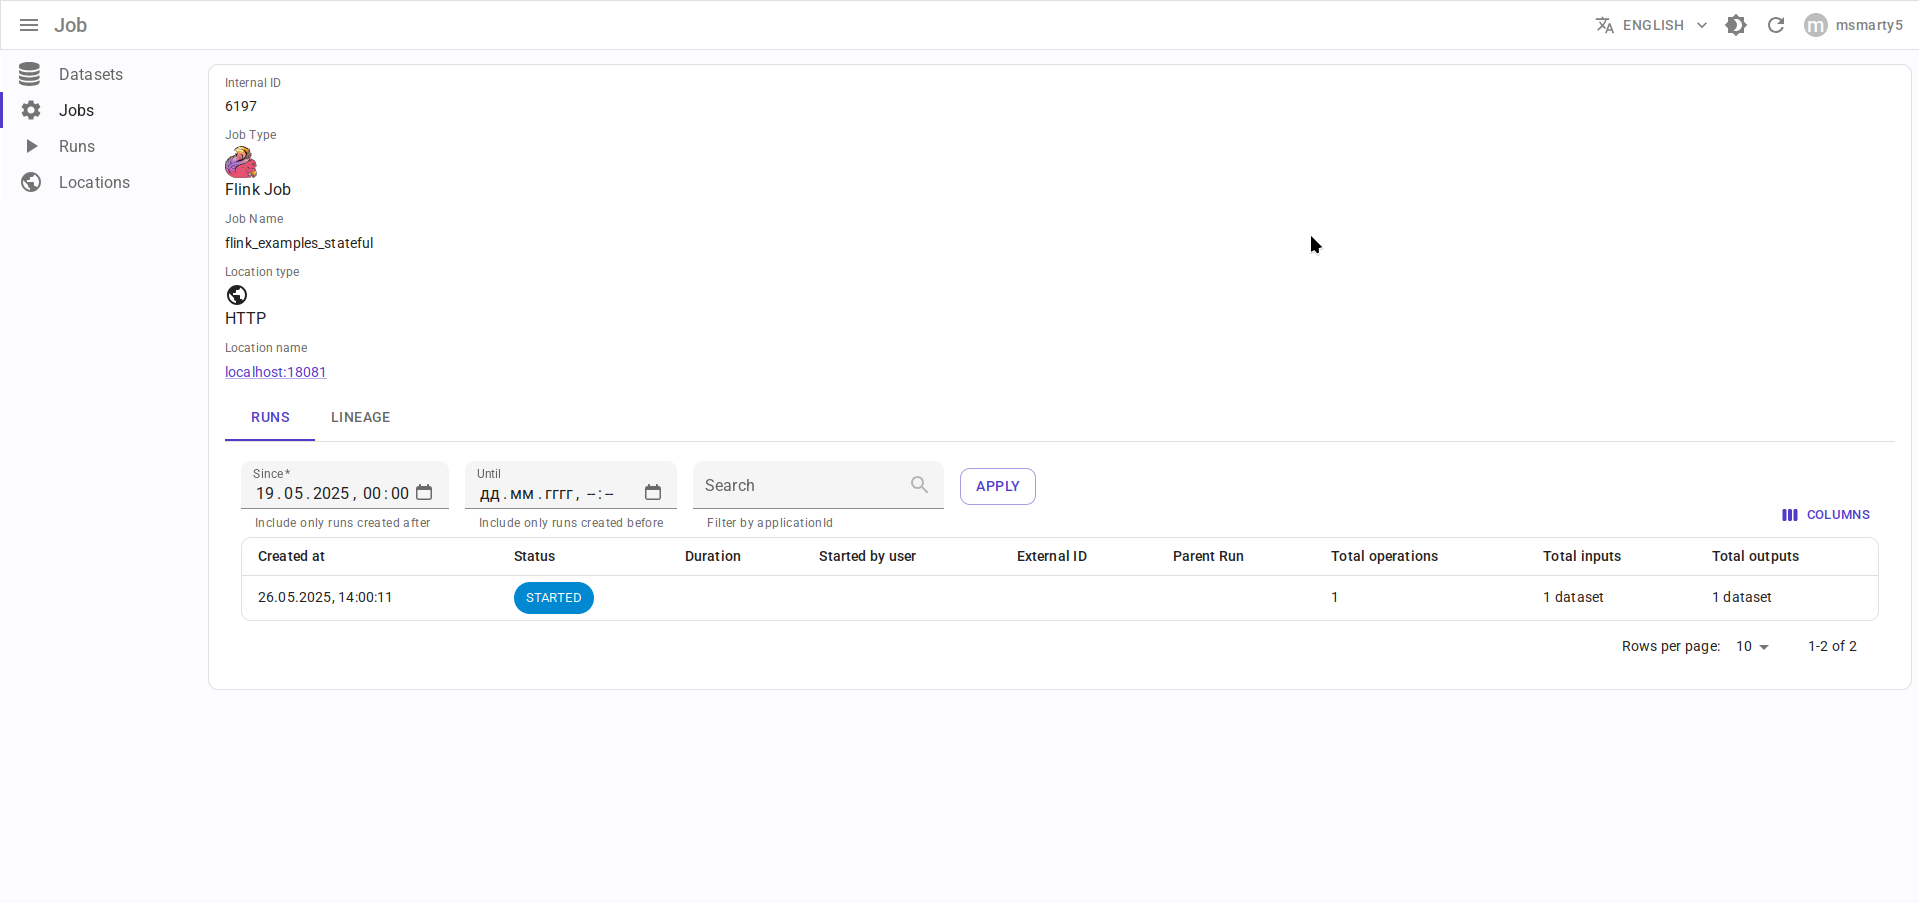 Job
ENGLISH
m
msmarty5
Datasets
Jobs
Runs
Locations
Internal ID
6197
Job Type
Flink Job
Job Name
flink_examples_stateful
Location type
HTTP
Location name
localhost:18081
RUNS LINEAGE
Since *
19.05.2025, 00:00
Include only runs created after
Until
дд.мм.гггг, --:--
Include only runs created before
Search
Filter by applicationId
APPLY
COLUMNS
Created at Status Duration Started by user External ID Parent Run Total operations Total inputs Total outputs
26.05.2025, 14:00:11 STARTED 1 1 dataset 1 dataset
Rows per page: 10 1-2 of 2